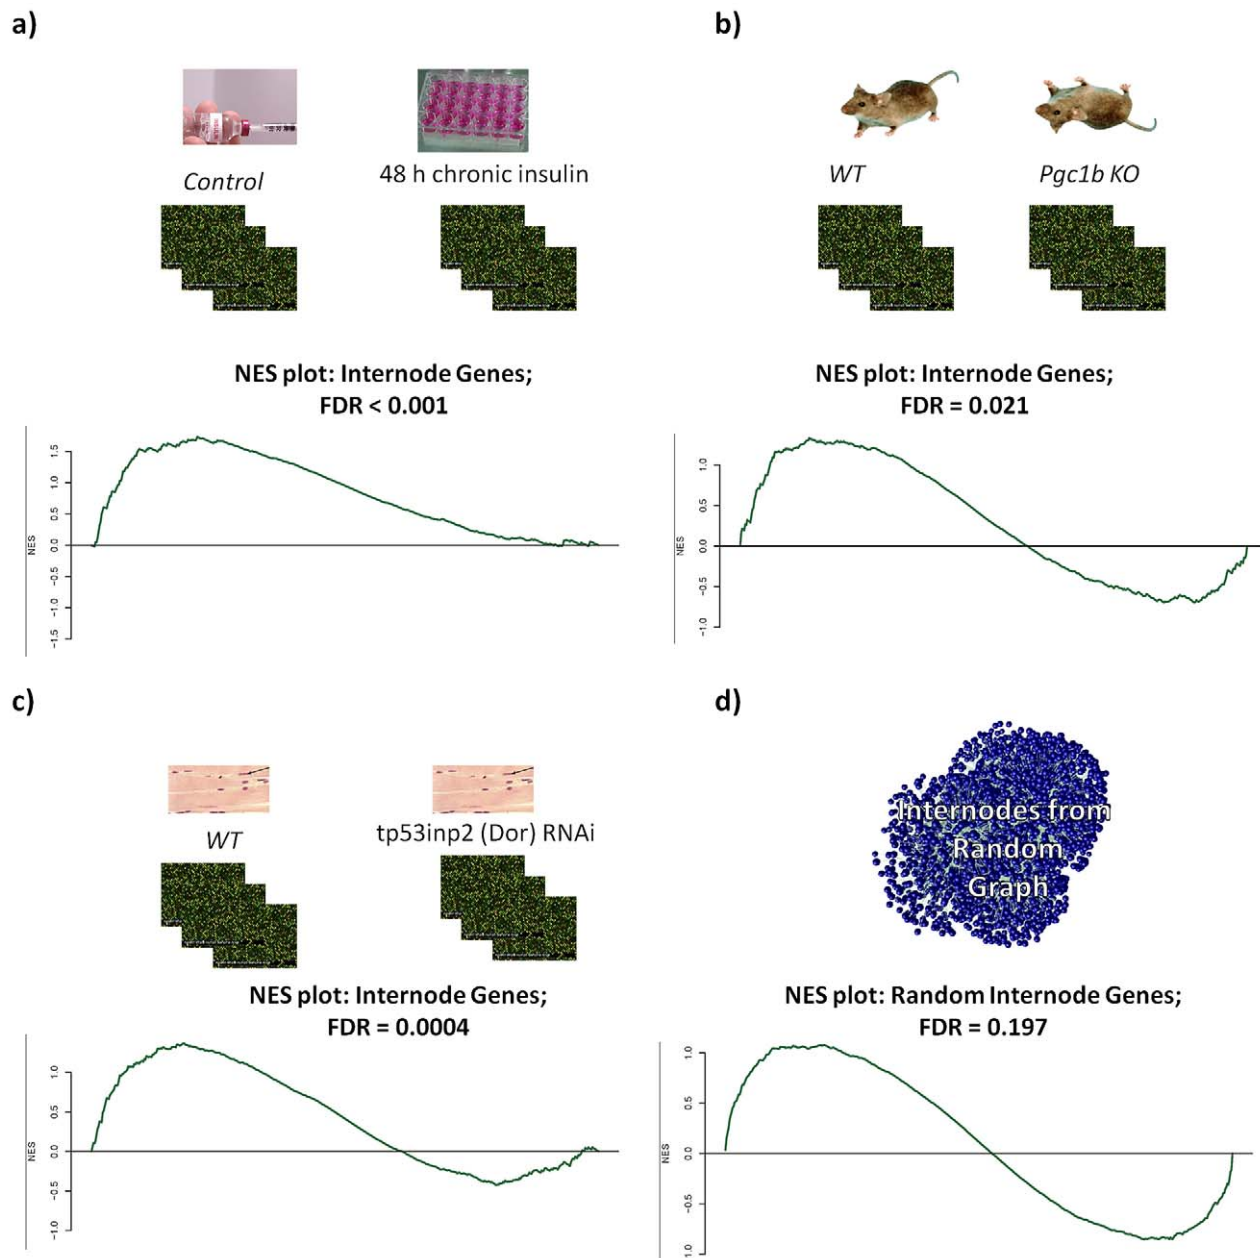 a)
Control
48 h chronic insulin
NES plot: Internode Genes;
FDR < 0.001
NES
1.5
1.0
0.5
0.0
−0.5
−1.0
−1.5
b)
WT
Pgc1b KO
NES plot: Internode Genes;
FDR = 0.021
NES
1.0
0.5
0.0
−0.5
−1.0
c)
WT
tp53inp2 (Dor) RNAi
NES plot: Internode Genes;
FDR = 0.0004
NES
1.0
0.5
0.0
−0.5
−1.0
d)
Internodes from
Random
Graph
NES plot: Random Internode Genes;
FDR = 0.197
NES
1.0
0.5
0.0
−0.5
−1.0